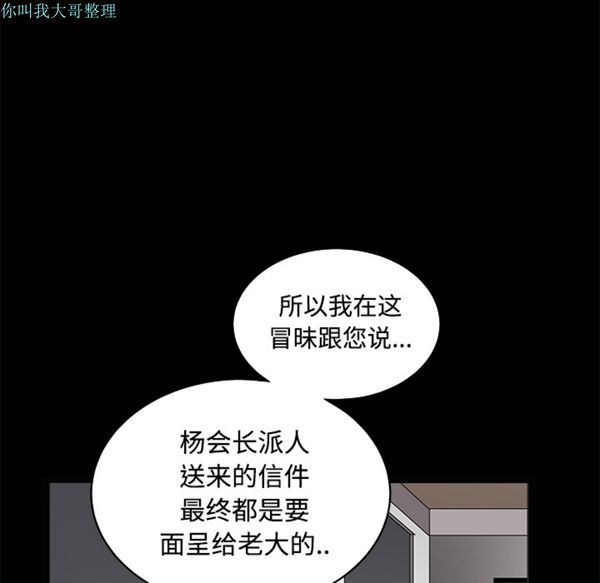 你叫我大哥整理
所以我在这
冒昧跟您说...
杨会长派人
送来的信件
最终都是要
面呈给老大的..